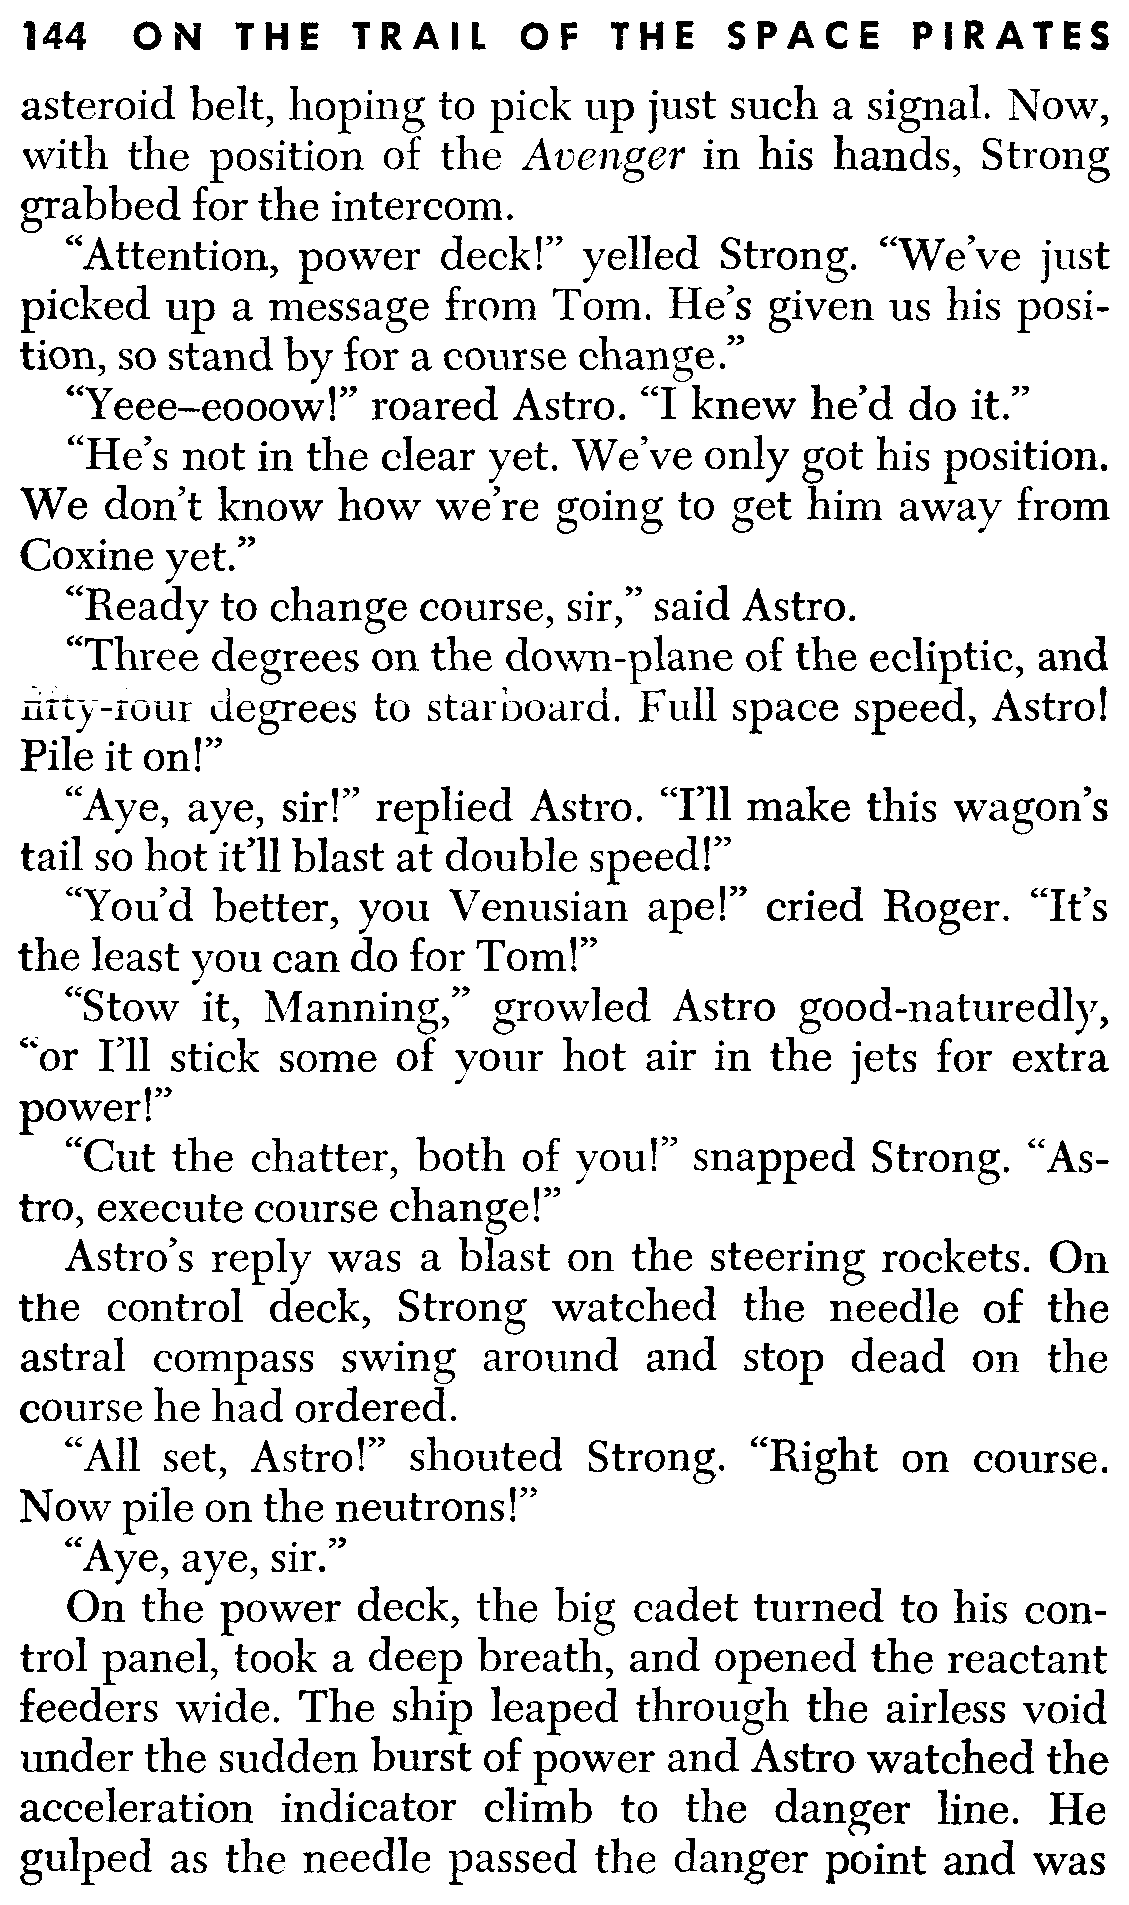 144 ON THE TRAIL OF THE SPACE PIRATES
asteroid belt, hoping to pick up just such a signal. Now,
with the position of the Avenger in his hands, Strong
grabbed for the intercom.
“Attention, power deck!” yelled Strong. “We’ve just
picked up a message from Tom. He’s given us his posi-
tion, so stand by for a course change.”
“Yeee–eooow!” roared Astro. “I knew he’d do it.”
“He’s not in the clear yet. We’ve only got his position.
We don’t know how we’re going to get him away from
Coxine yet.”
“Ready to change course, sir,” said Astro.
“Three degrees on the down-plane of the ecliptic, and
fifty-four degrees to starboard. Full space speed, Astro!
Pile it on!”
“Aye, aye, sir!” replied Astro. “I’ll make this wagon’s
tail so hot it’ll blast at double speed!”
“You’d better, you Venusian ape!” cried Roger. “It’s
the least you can do for Tom!”
“Stow it, Manning,” growled Astro good-naturedly,
“or I’ll stick some of your hot air in the jets for extra
power!”
“Cut the chatter, both of you!” snapped Strong. “As-
tro, execute course change!”
Astro’s reply was a blast on the steering rockets. On
the control deck, Strong watched the needle of the
astral compass swing around and stop dead on the
course he had ordered.
“All set, Astro!” shouted Strong. “Right on course.
Now pile on the neutrons!”
“Aye, aye, sir.”
On the power deck, the big cadet turned to his con-
trol panel, took a deep breath, and opened the reactant
feeders wide. The ship leaped through the airless void
under the sudden burst of power and Astro watched the
acceleration indicator climb to the danger line. He
gulped as the needle passed the danger point and was